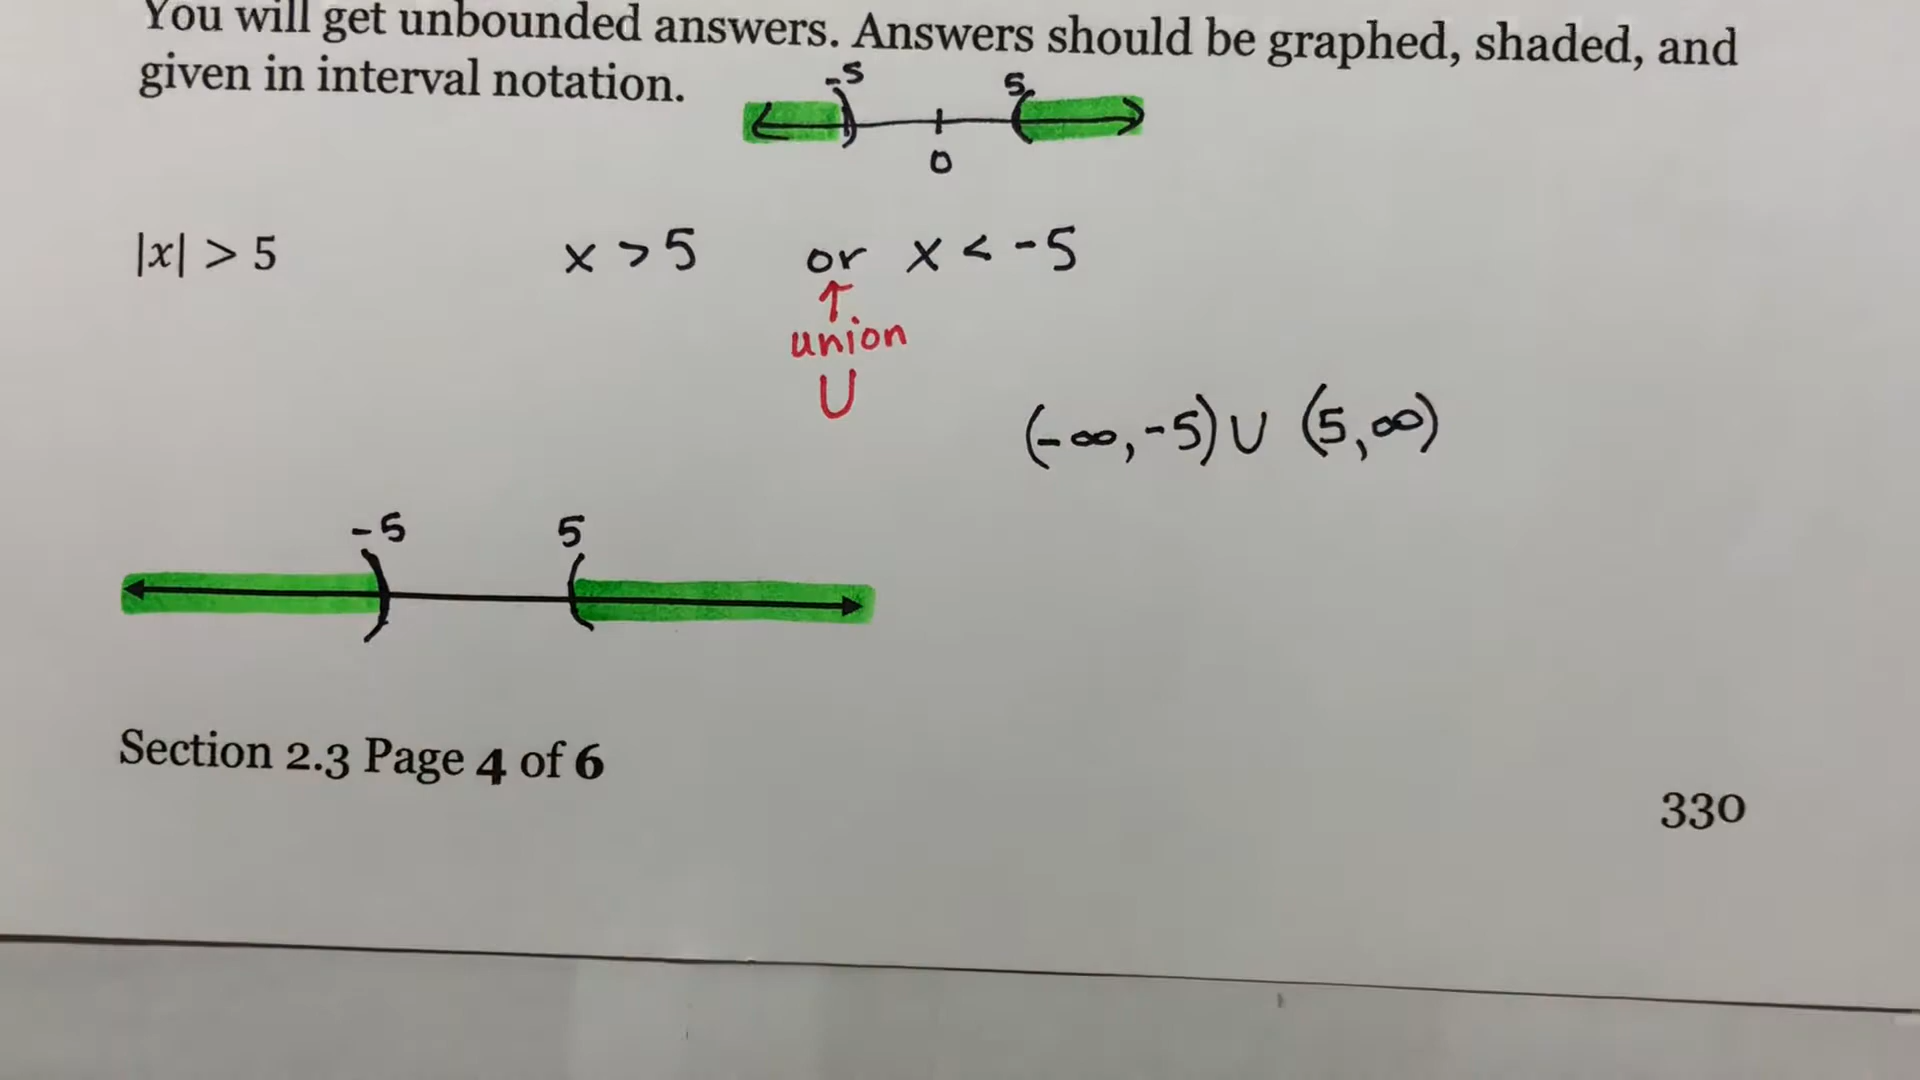 You will get unbounded answers. Answers should be graphed, shaded, and
given in interval notation.
-5 5
0
|x| > 5 x > 5 or x < -5
↑
union
∪
(-∞, -5) ∪ (5, ∞)
-5 5
Section 2.3 Page 4 of 6
330